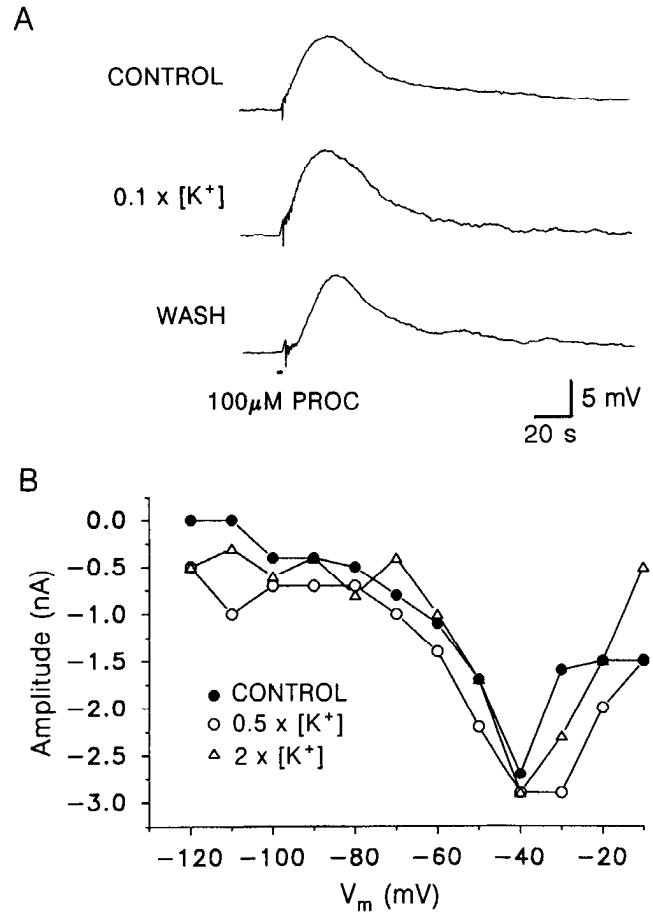 A
CONTROL
0.1 x [K⁺]
WASH
100µM PROC
5 mV
20 s
B
0.0
−0.5
−1.0
−1.5
−2.0
−2.5
−3.0
Amplitude (nA)
CONTROL
0.5 x [K⁺]
2 x [K⁺]
−120 −100 −80 −60 −40 −20
Vₘ (mV)